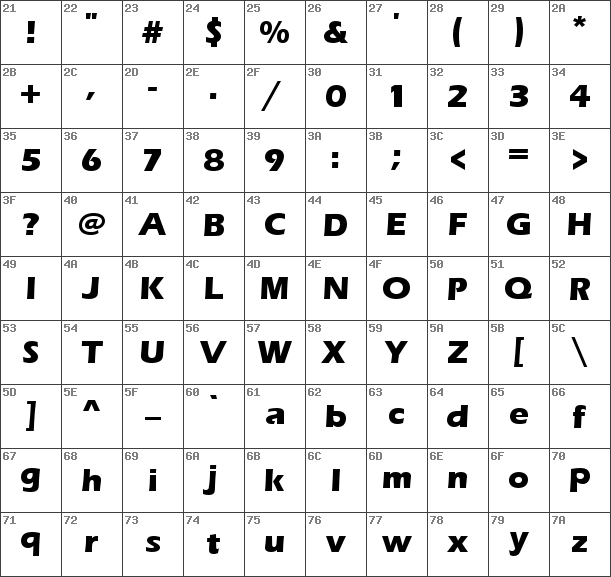 21 22 23 24 25 26 27 28 29 2A
! " # $ % & ' ( ) *
2B 2C 2D 2E 2F 30 31 32 33 34
+ , - . / 0 1 2 3 4
35 36 37 38 39 3A 3B 3C 3D 3E
5 6 7 8 9 : ; < = >
3F 40 41 42 43 44 45 46 47 48
? @ A B C D E F G H
49 4A 4B 4C 4D 4E 4F 50 51 52
I J K L M N O P Q R
53 54 55 56 57 58 59 5A 5B 5C
S T U V W X Y Z [ \
5D 5E 5F 60 61 62 63 64 65 66
] ^ _ ` a b c d e f
67 68 69 6A 6B 6C 6D 6E 6F 70
g h i j k l m n o p
71 72 73 74 75 76 77 78 79 7A
q r s t u v w x y z